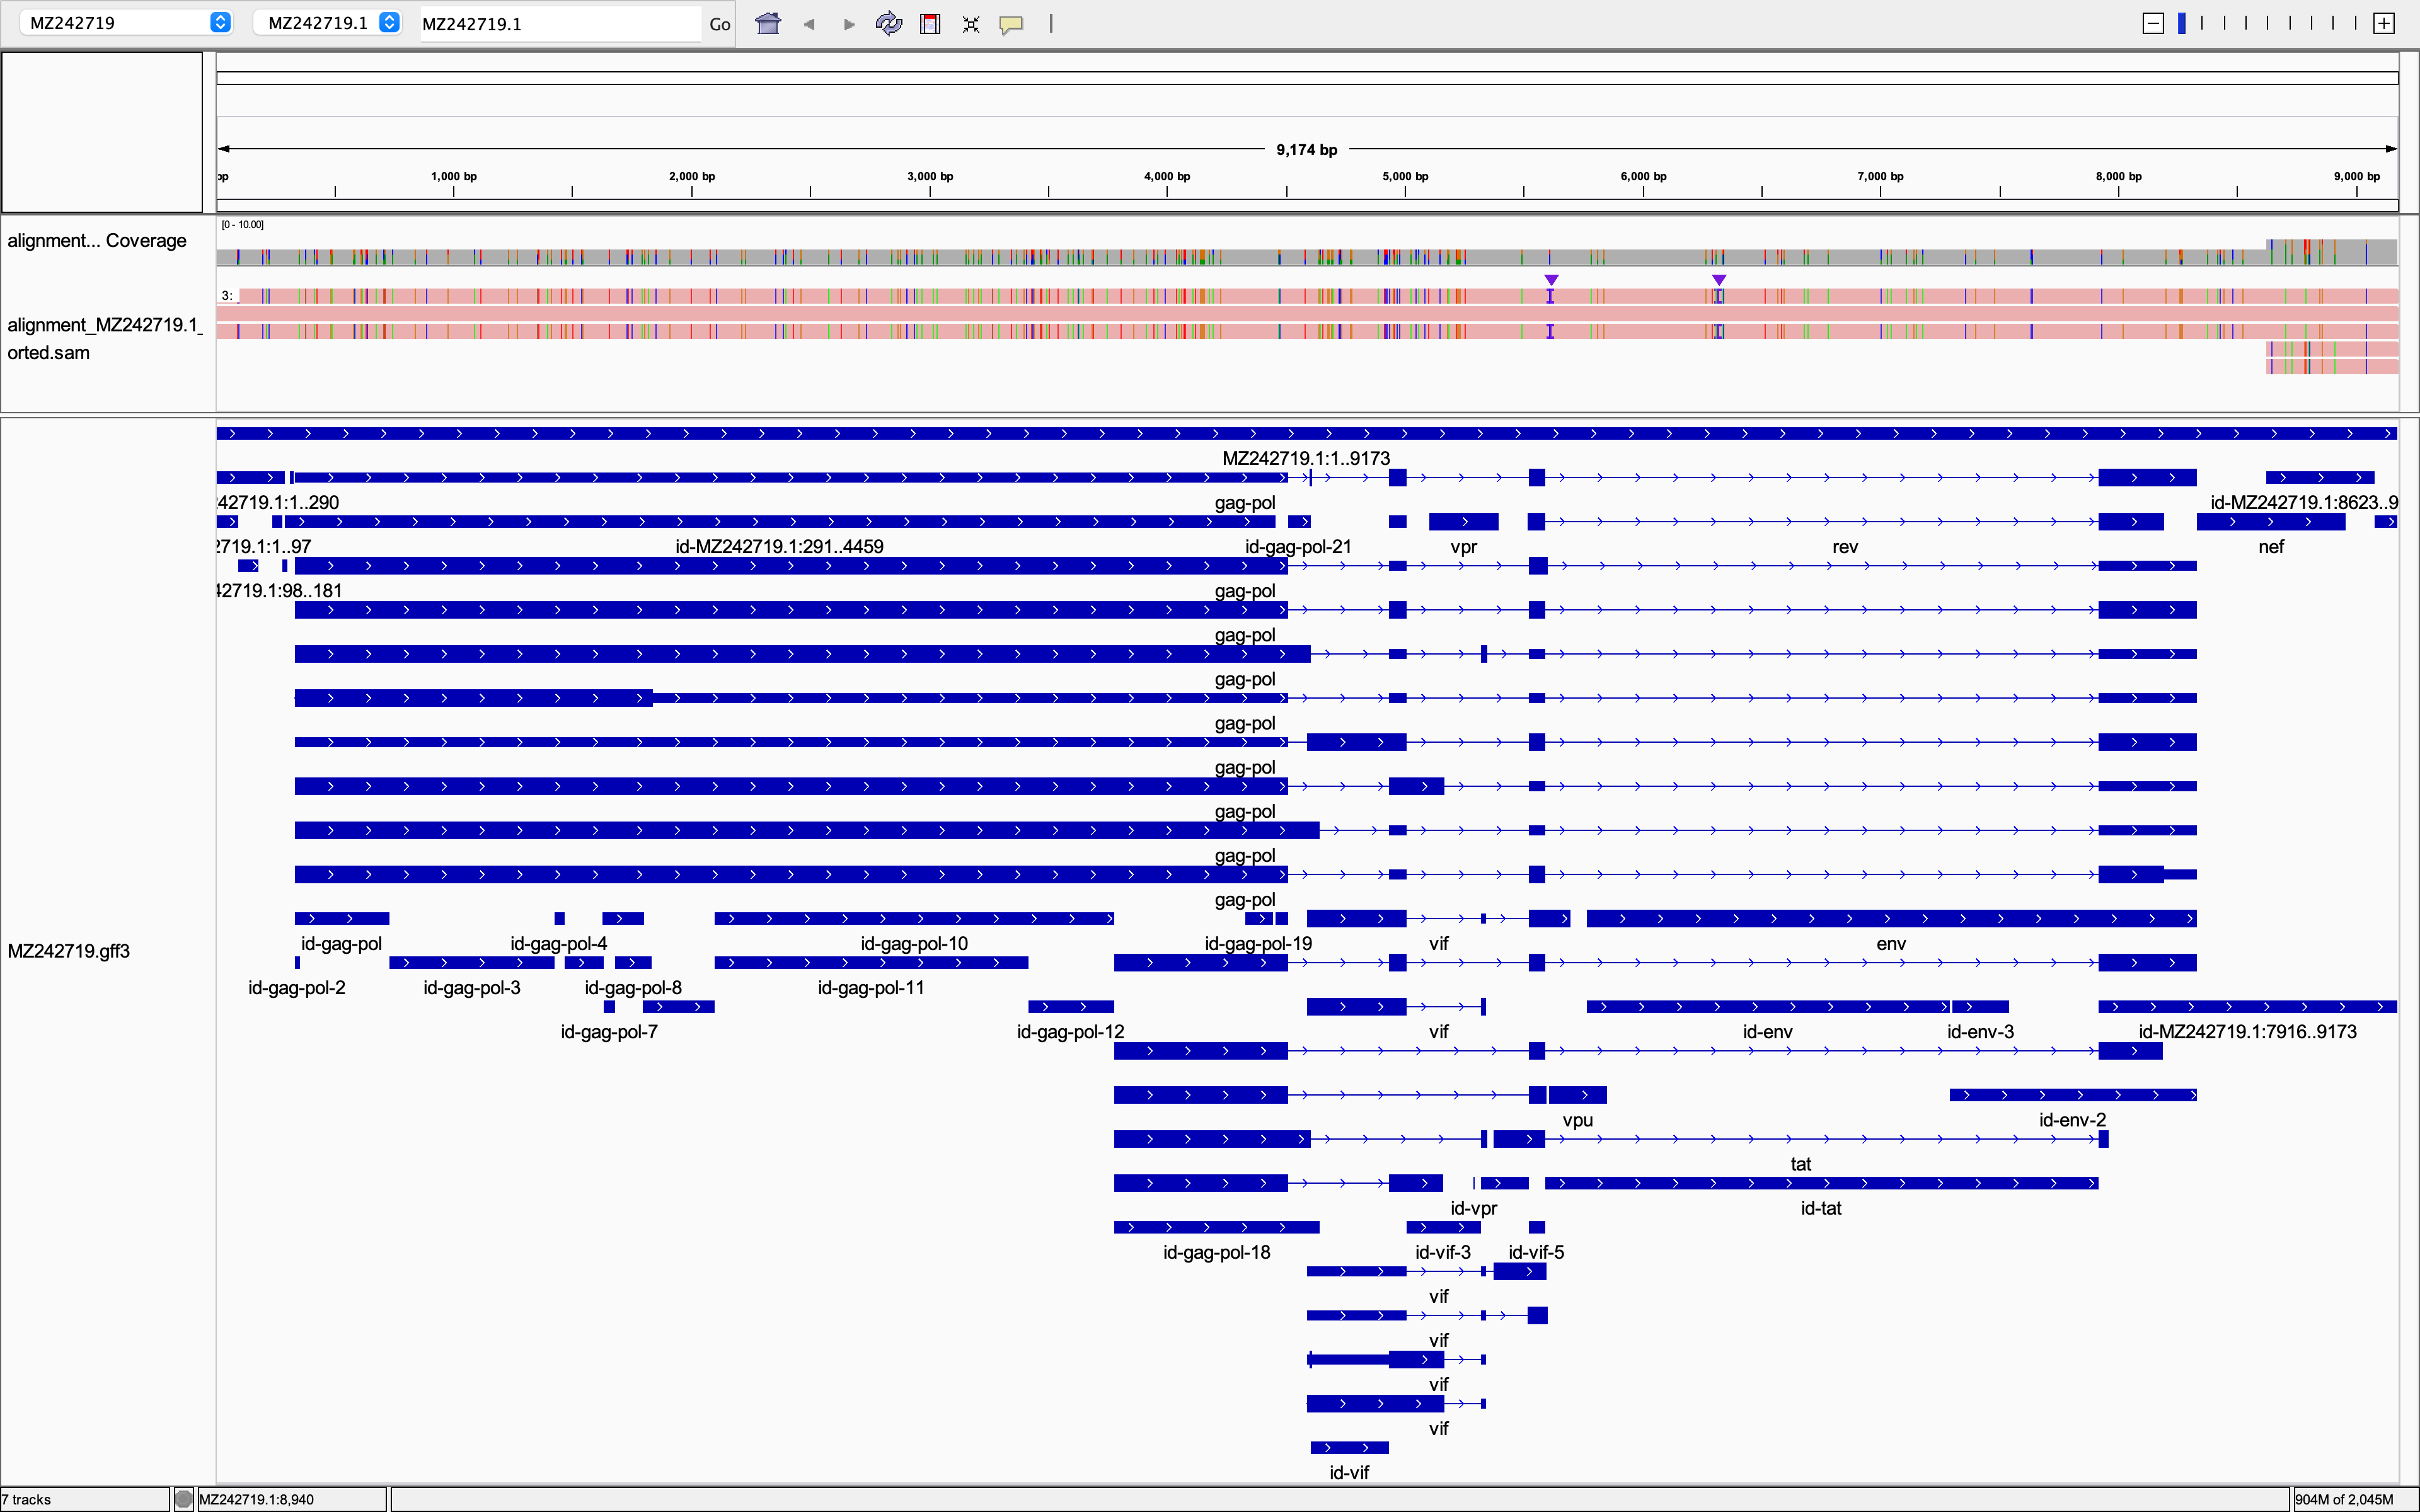 MZ242719 MZ242719.1 MZ242719.1 Go
9,174 bp
bp 1,000 bp 2,000 bp 3,000 bp 4,000 bp 5,000 bp 6,000 bp 7,000 bp 8,000 bp 9,000 bp
[0 - 10.00]
alignment... Coverage
3:
alignment_MZ242719.1_
orted.sam
MZ242719.1:1..9173
242719.1:1..290 gag-pol id-MZ242719.1:8623..9
2719.1:1..97 id-MZ242719.1:291..4459 id-gag-pol-21 vpr rev nef
42719.1:98..181 gag-pol
gag-pol
gag-pol
gag-pol
gag-pol
gag-pol
gag-pol
gag-pol
MZ242719.gff3
id-gag-pol id-gag-pol-4 id-gag-pol-10 id-gag-pol-19 vif env
id-gag-pol-2 id-gag-pol-3 id-gag-pol-8 id-gag-pol-11
id-gag-pol-7 id-gag-pol-12 vif id-env id-env-3 id-MZ242719.1:7916..9173
vpu id-env-2
tat
id-vpr id-tat
id-gag-pol-18 id-vif-3 id-vif-5
vif
vif
vif
vif
id-vif
7 tracks MZ242719.1:8,940 904M of 2,045M